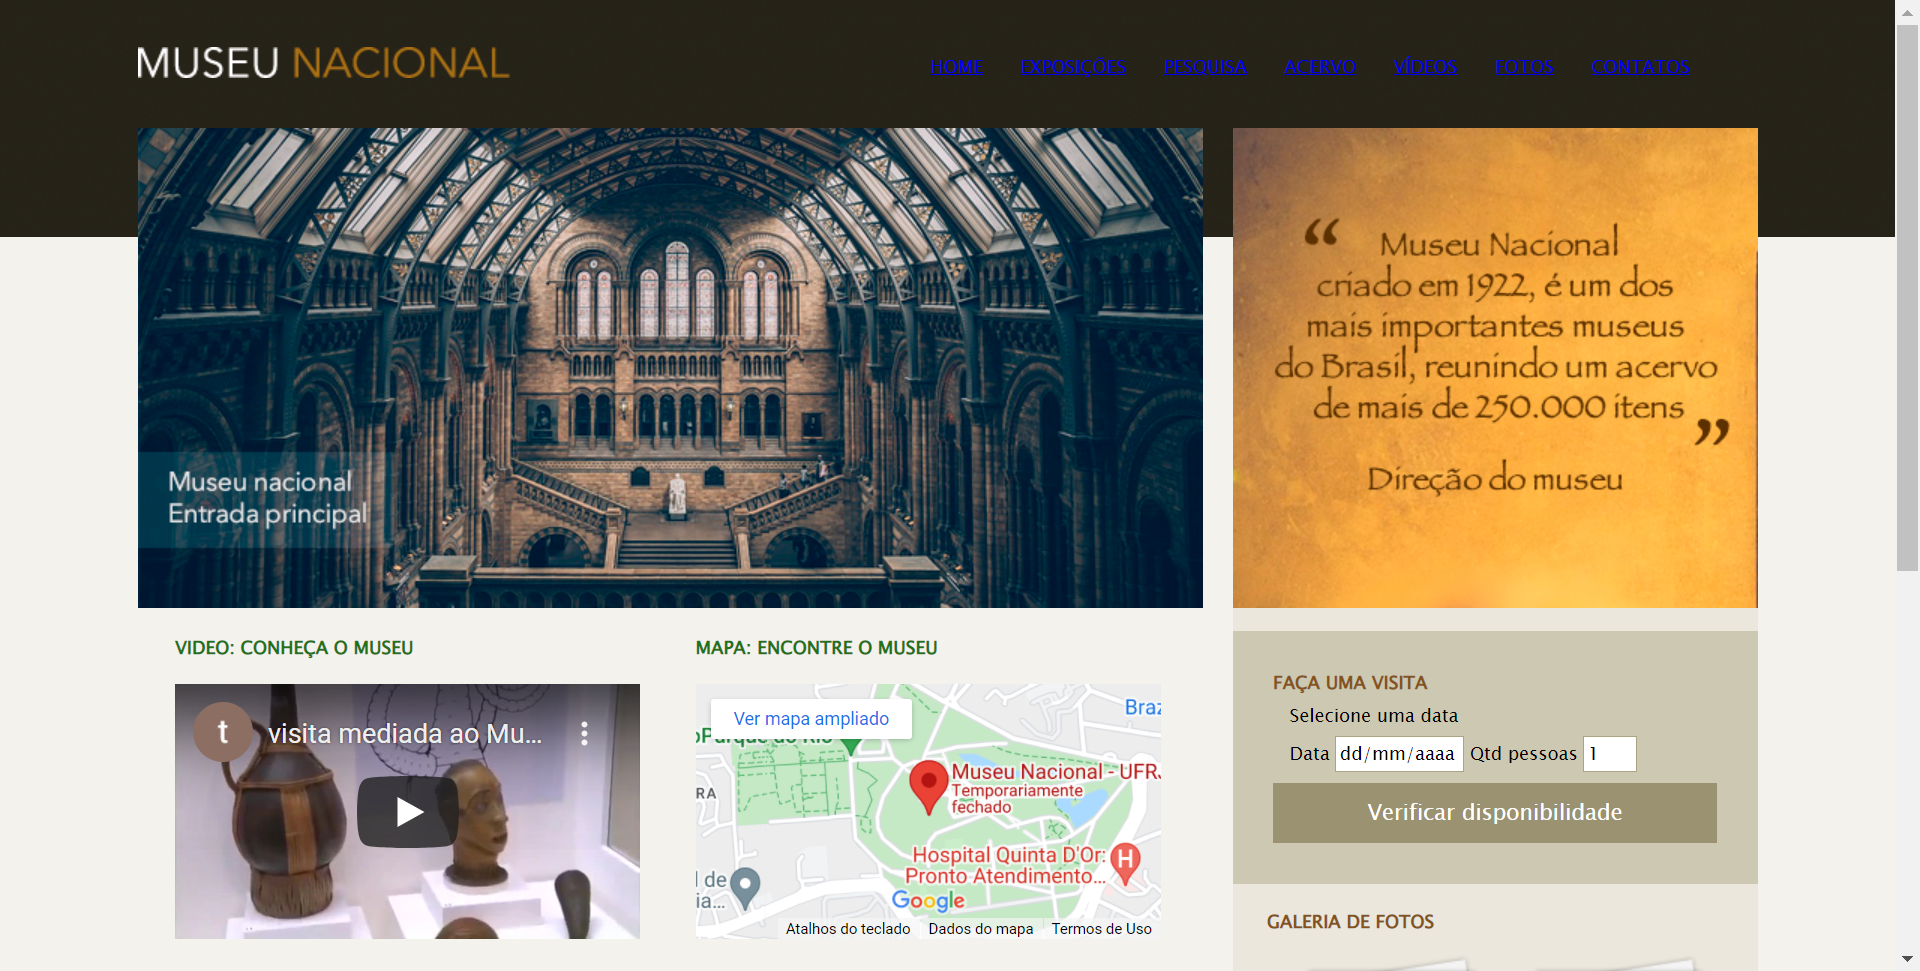 MUSEU NACIONAL
HOME EXPOSIÇÕES PESQUISA ACERVO VÍDEOS FOTOS CONTATOS
Museu nacional
Entrada principal
“ Museu Nacional
criado em 1922, é um dos
mais importantes museus
do Brasil, reunindo um acervo
de mais de 250.000 itens ”
Direção do museu
VIDEO: CONHEÇA O MUSEU
t visita mediada ao Mu...
MAPA: ENCONTRE O MUSEU
Ver mapa ampliado
Braz
oParque ao Rio
Museu Nacional - UFRJ
Temporariamente
fechado
RA
Hospital Quinta D'Or:
Pronto Atendimento...
H
l de
ia...
Google
Atalhos do teclado Dados do mapa Termos de Uso
FAÇA UMA VISITA
Selecione uma data
Data dd/mm/aaaa Qtd pessoas 1
Verificar disponibilidade
GALERIA DE FOTOS